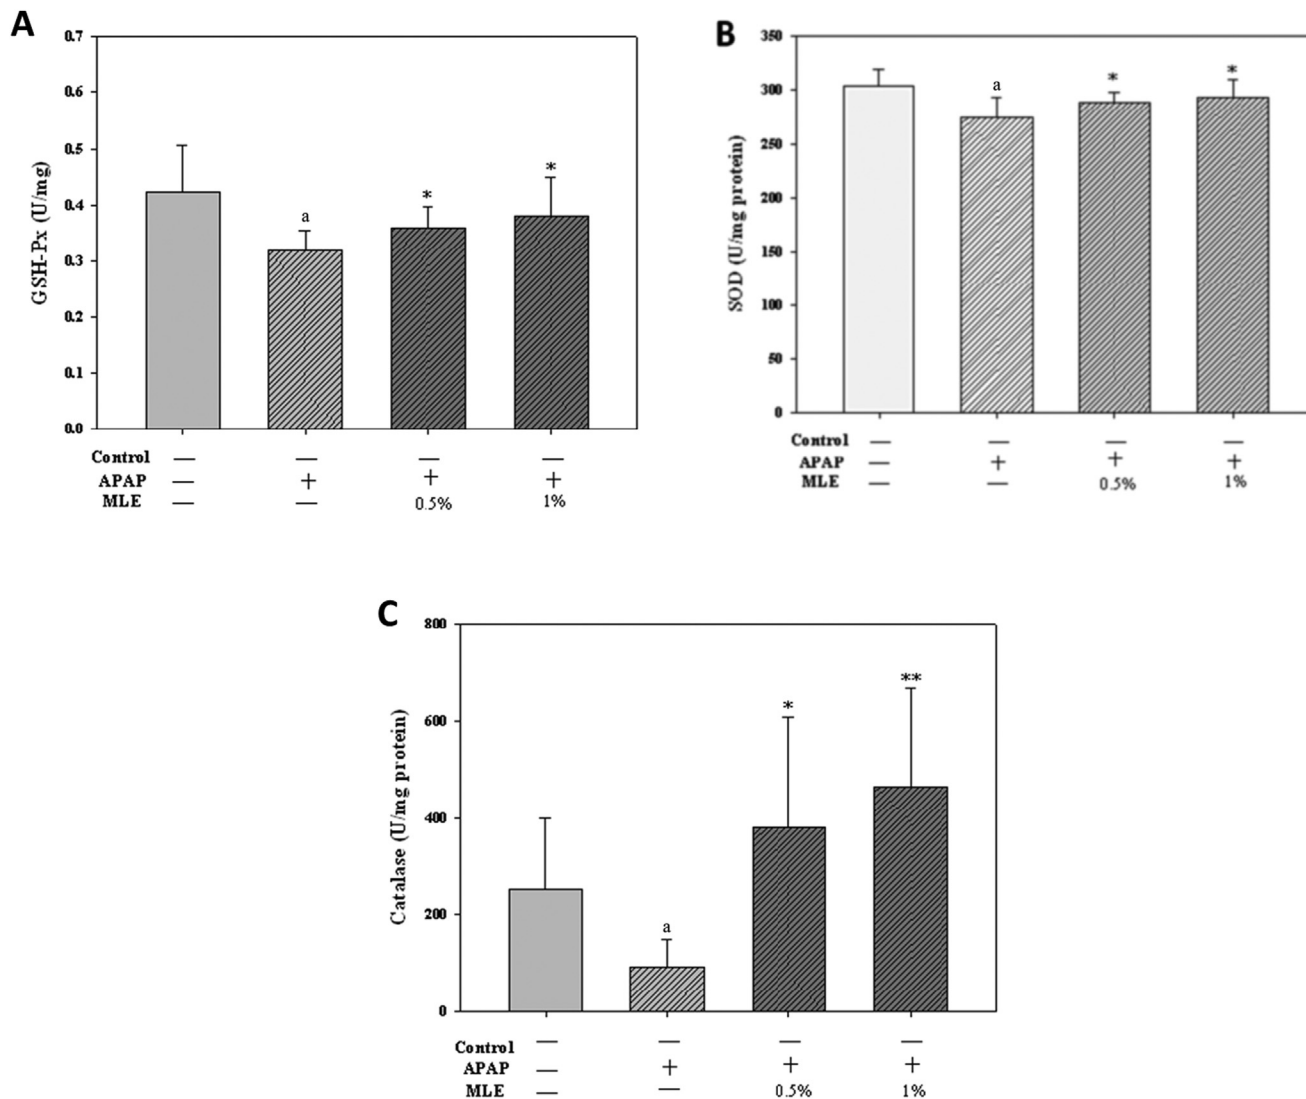 A
0.7
0.6
0.5
0.4
0.3
0.2
0.1
0.0
GSH-Px (U/mg)
a
*
*
Control — — — —
APAP — + + +
MLE — — 0.5% 1%
B
350
300
250
200
150
100
50
0
SOD (U/mg protein)
a
*
*
Control — — — —
APAP — + + +
MLE — — 0.5% 1%
C
800
600
400
200
0
Catalase (U/mg protein)
a
*
**
Control — — — —
APAP — + + +
MLE — — 0.5% 1%